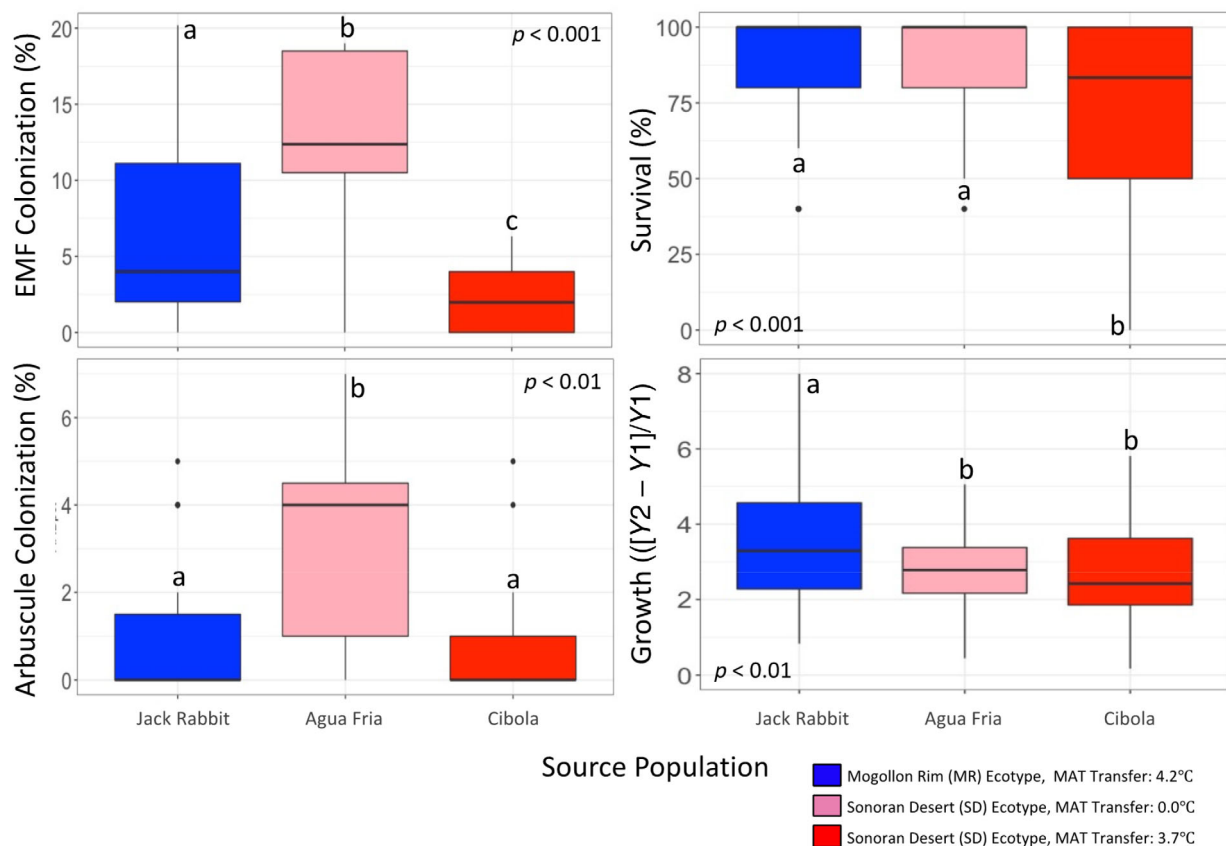 EMF Colonization (%)
20
15
10
5
0
a
b
c
p < 0.001
Survival (%)
100
75
50
25
0
a
a
b
p < 0.001
Arbuscule Colonization (%)
6
4
2
0
a
b
a
p < 0.01
Jack Rabbit
Agua Fria
Cibola
Growth (([Y2 − Y1]/Y1)
8
6
4
2
0
a
b
b
p < 0.01
Jack Rabbit
Agua Fria
Cibola
Source Population
Mogollon Rim (MR) Ecotype, MAT Transfer: 4.2℃
Sonoran Desert (SD) Ecotype, MAT Transfer: 0.0℃
Sonoran Desert (SD) Ecotype, MAT Transfer: 3.7℃